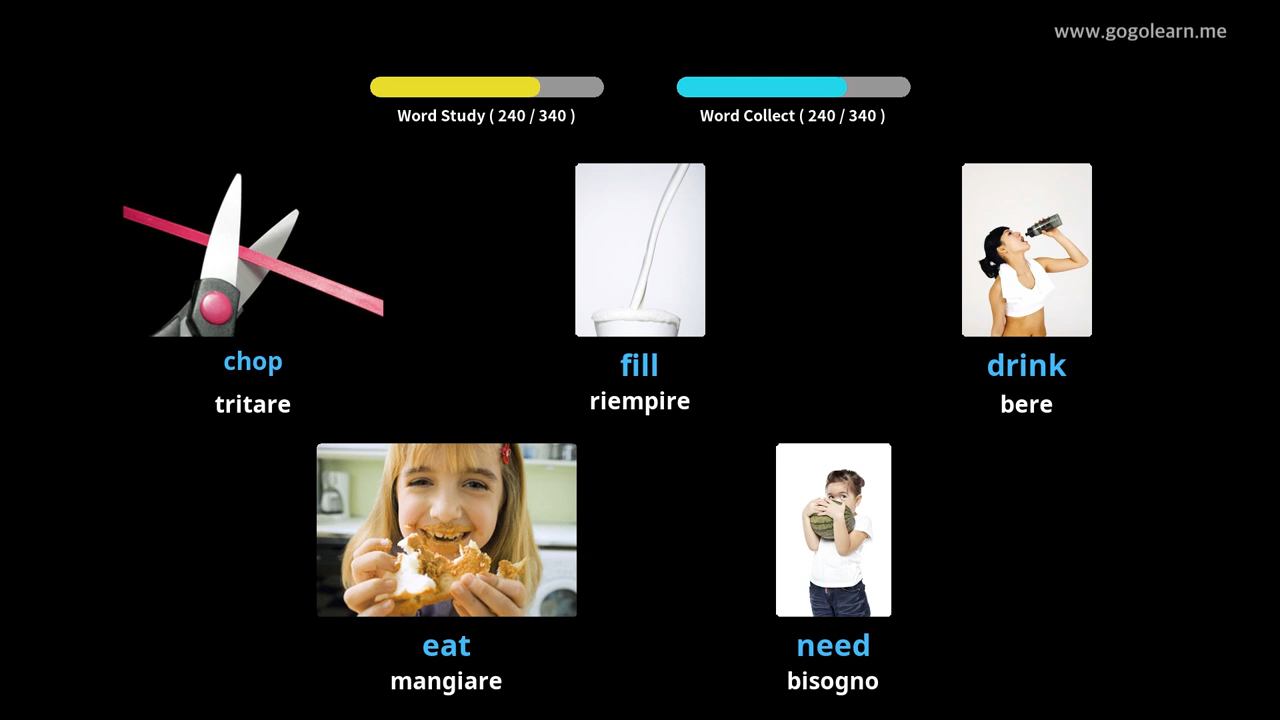 www.gogolearn.me
Word Study ( 240 / 340 )
Word Collect ( 240 / 340 )
chop
tritare
fill
riempire
drink
bere
eat
mangiare
need
bisogno